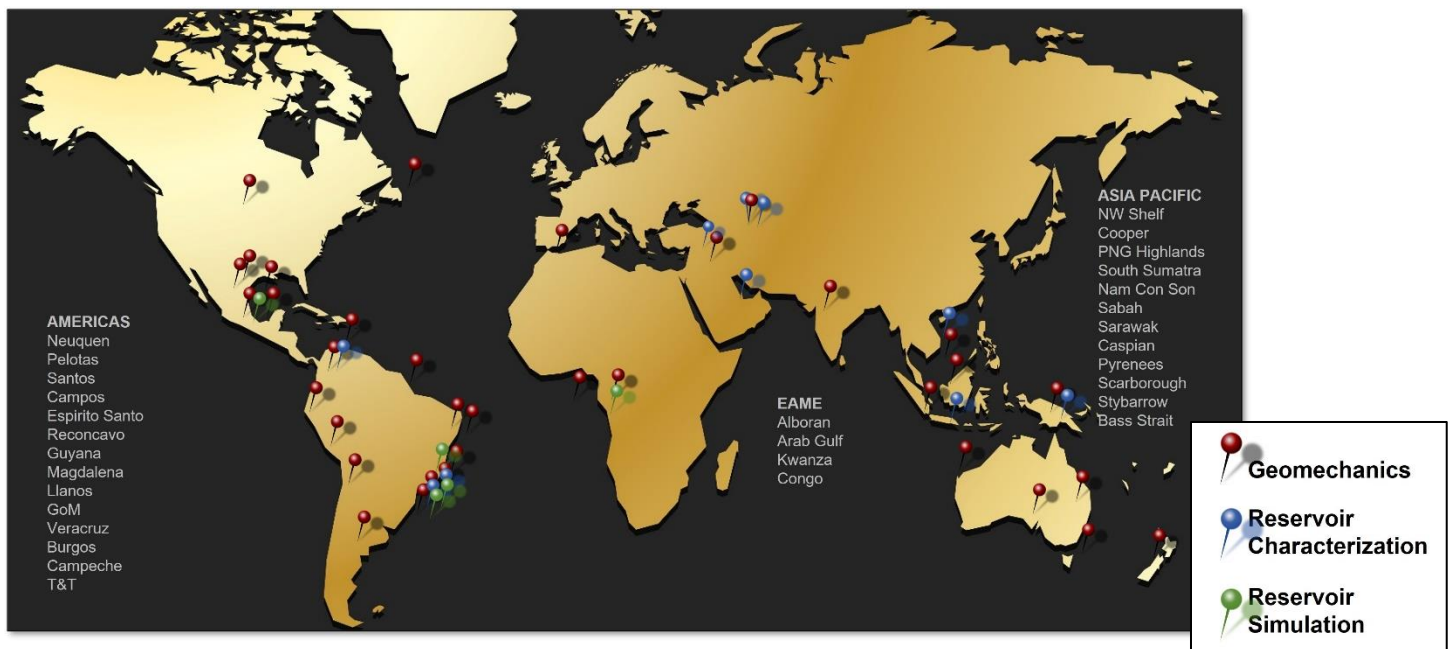 AMERICAS
Neuquen
Pelotas
Santos
Campos
Espirito Santo
Reconcavo
Guyana
Magdalena
Llanos
GoM
Veracruz
Burgos
Campeche
T&T
EAME
Alboran
Arab Gulf
Kwanza
Congo
ASIA PACIFIC
NW Shelf
Cooper
PNG Highlands
South Sumatra
Nam Con Son
Sabah
Sarawak
Caspian
Pyrenees
Scarborough
Stybarrow
Bass Strait
Geomechanics
Reservoir
Characterization
Reservoir
Simulation